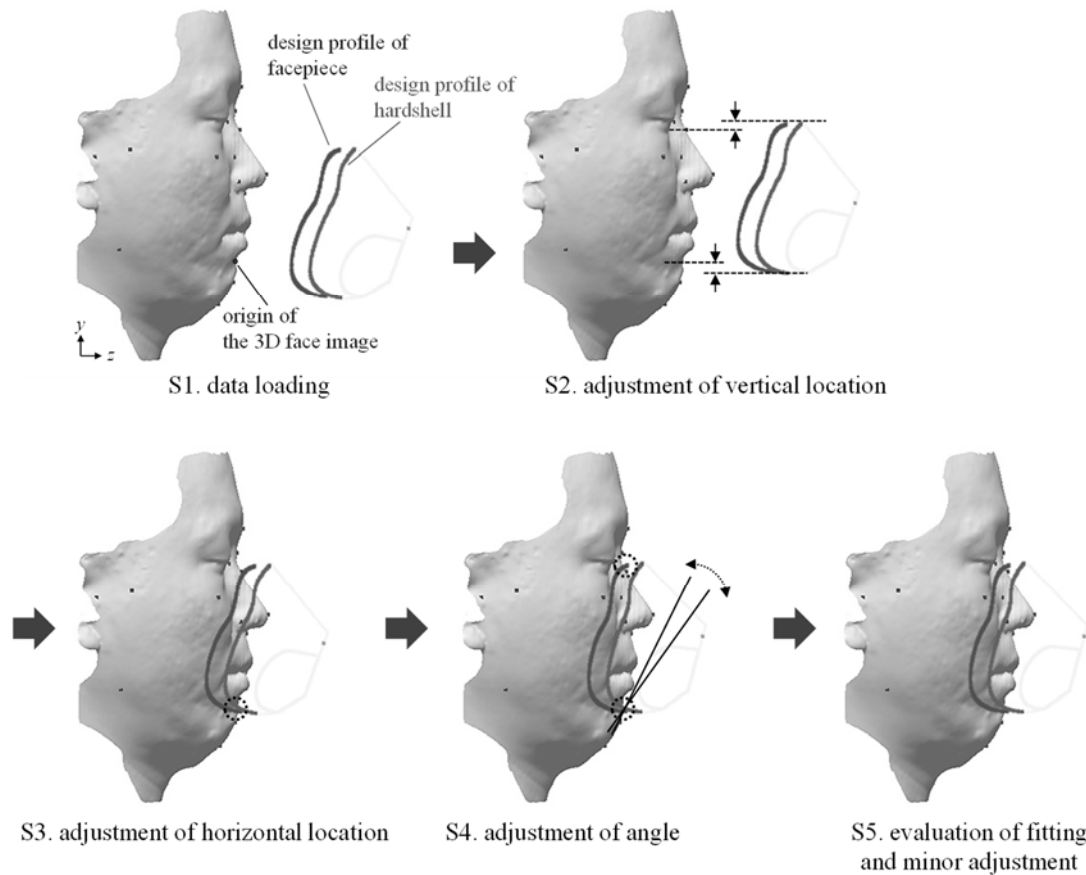 design profile of
facepiece
design profile of
hardshell
origin of
the 3D face image
y
z
S1. data loading
S2. adjustment of vertical location
S3. adjustment of horizontal location
S4. adjustment of angle
S5. evaluation of fitting
and minor adjustment